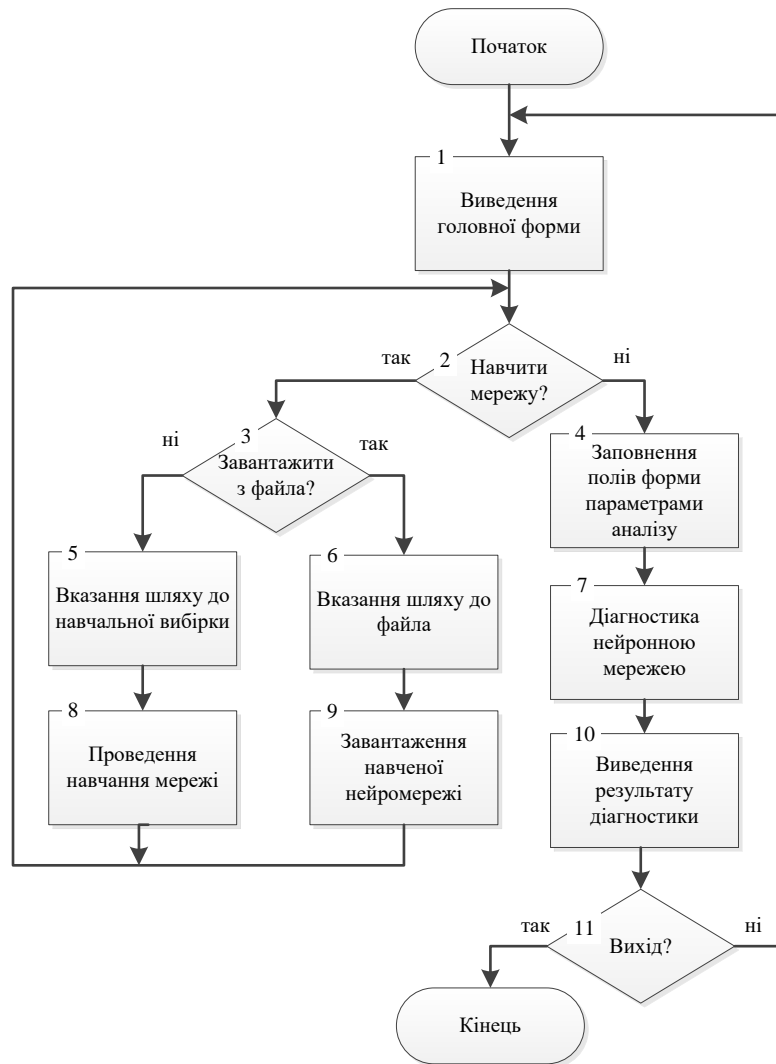 Початок
1
Виведення
головної форми
так
2
Навчити
мережу?
ні
ні
3
Завантажити
з файла?
так
4
Заповнення
полів форми
параметрами
аналізу
5
Вказання шляху до
навчальної вибірки
6
Вказання шляху до
файла
7
Діагностика
нейронною
мережею
8
Проведення
навчання мережі
9
Завантаження
навченої
нейромережі
10
Виведення
результату
діагностики
так
11
Вихід?
ні
Кінець